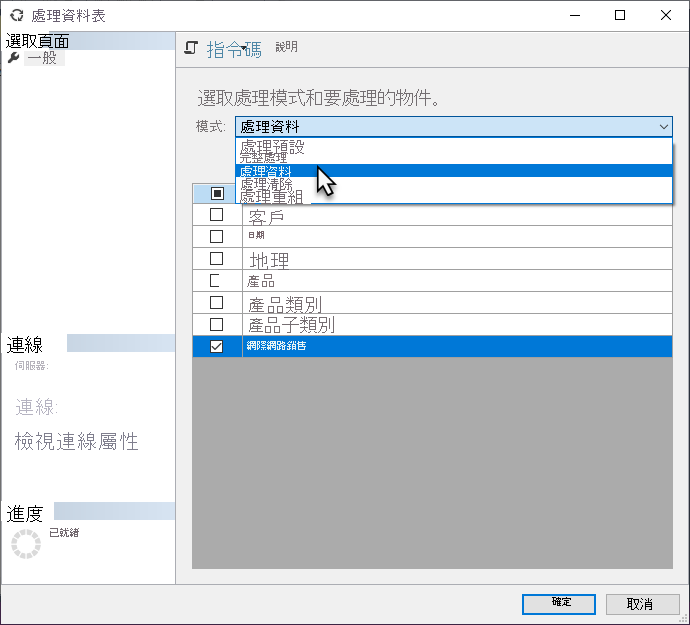 處理資料表
選取頁面
一般
指令碼
說明
選取處理模式和要處理的物件。
模式:
處理資料
處理預設
完整處理
處理資料
處理清除
處理重組
客戶
日期
地理
產品
產品類別
產品子類別
網際網路銷售
連線
伺服器:
連線:
檢視連線屬性
進度
已就緒
確定
取消